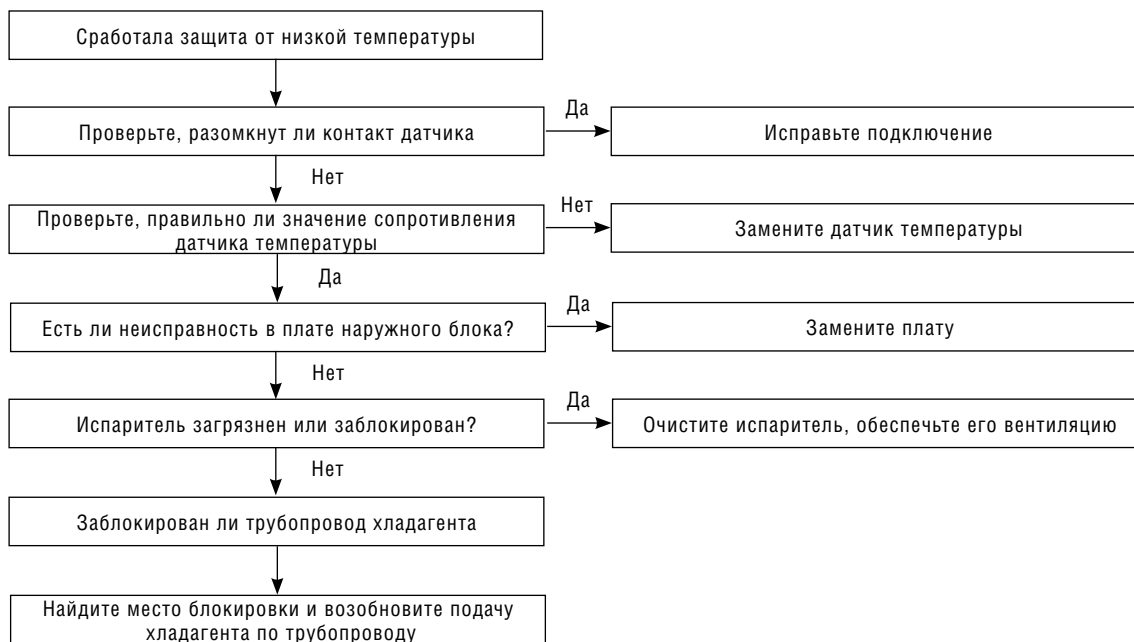 Сработала защита от низкой температуры
Да
Проверьте, разомкнут ли контакт датчика
Исправьте подключение
Нет
Проверьте, правильно ли значение сопротивления
датчика температуры
Нет
Замените датчик температуры
Да
Есть ли неисправность в плате наружного блока?
Да
Замените плату
Нет
Испаритель загрязнен или заблокирован?
Да
Очистите испаритель, обеспечьте его вентиляцию
Нет
Заблокирован ли трубопровод хладагента
Найдите место блокировки и возобновите подачу
хладагента по трубопроводу